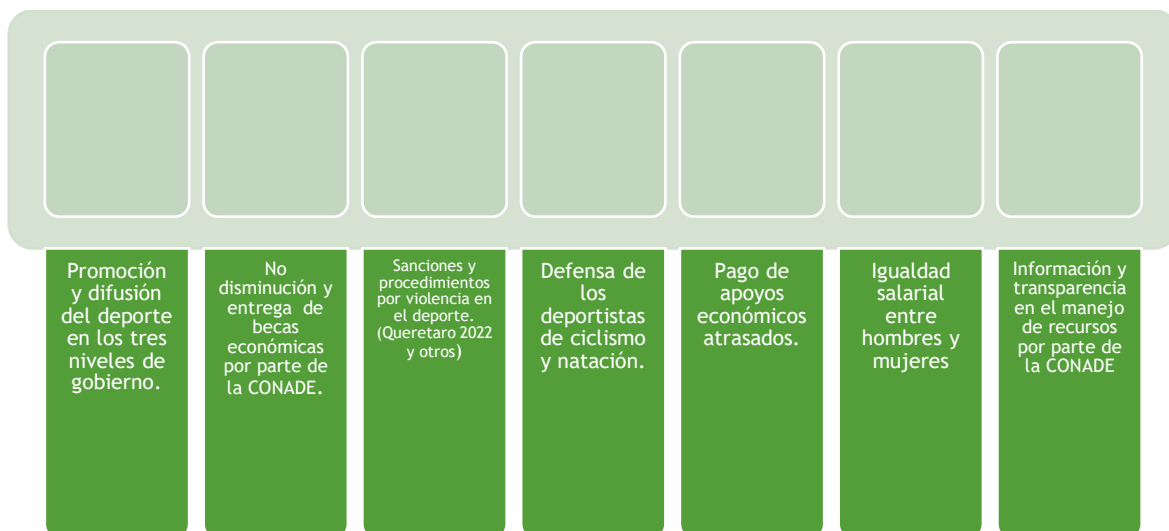 Promoción
y difusión
del deporte
en los tres
niveles de
gobierno.
No
disminución y
entrega de
becas
económicas
por parte de
la CONADE.
Sanciones y
procedimientos
por violencia en
el deporte.
(Queretaro 2022
y otros)
Defensa de
los
deportistas
de ciclismo
y natación.
Pago de
apoyos
económicos
atrasados.
Igualdad
salarial
entre
hombres y
mujeres
Información y
transparencia
en el manejo
de recursos
por parte de
la CONADE